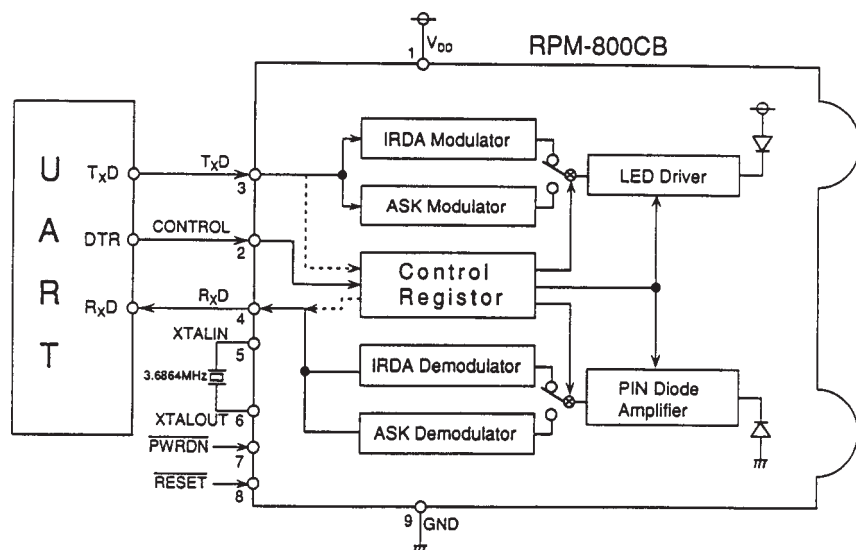 RPM-800CB
1
VDD
UART
TXD
TXD
3
DTR
CONTROL
2
RXD
RXD
4
XTALIN
5
3.6864MHz
XTALOUT
6
PWRDN
7
RESET
8
9
GND
IRDA Modulator
ASK Modulator
LED Driver
Control
Registor
IRDA Demodulator
ASK Demodulator
PIN Diode
Amplifier